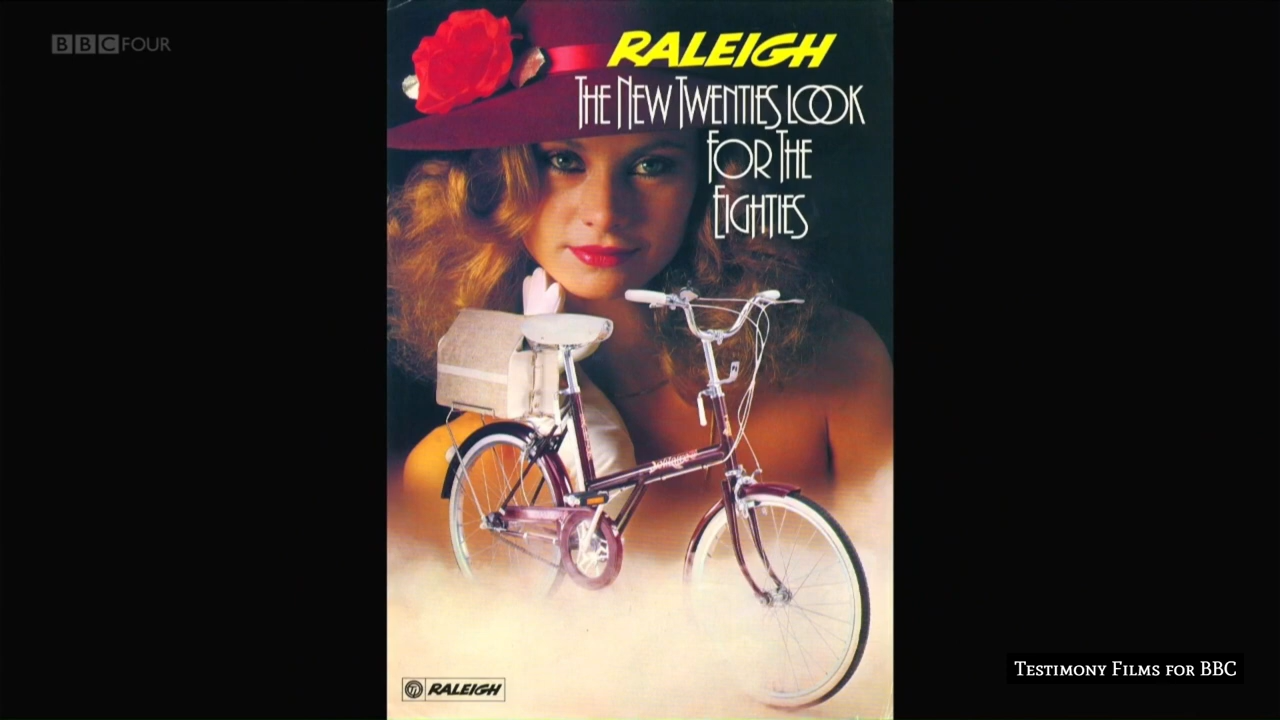 BBC FOUR
RALEIGH
THE NEW TWENTIES LOOK
FOR THE
EIGHTIES
RALEIGH
TESTIMONY FILMS FOR BBC